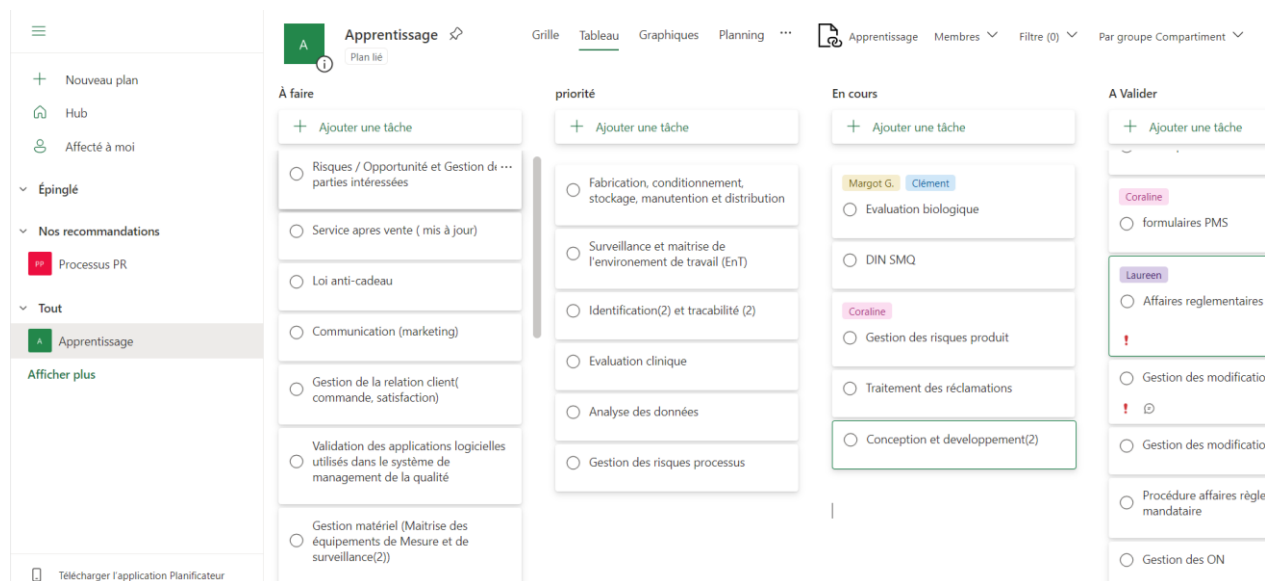 Nouveau plan
Hub
Affecté à moi
Épinglé
Nos recommandations
PP
Processus PR
Tout
A
Apprentissage
Afficher plus
Télécharger l'application Planificateur
A
Apprentissage
Plan lié
Grille
Tableau
Graphiques
Planning
Apprentissage
Membres
Filtre (0)
Par groupe Compartiment
À faire
Ajouter une tâche
Risques / Opportunité et Gestion de
parties intéressées
Service apres vente ( mis à jour)
Loi anti-cadeau
Communication (marketing)
Gestion de la relation client(
commande, satisfaction)
Validation des applications logicielles
utilisés dans le système de
management de la qualité
Gestion matériel (Maitrise des
équipements de Mesure et de
surveillance(2))
priorité
Ajouter une tâche
Fabrication, conditionnement,
stockage, manutention et distribution
Surveillance et maitrise de
l'environement de travail (EnT)
Identification(2) et tracabilité (2)
Evaluation clinique
Analyse des données
Gestion des risques processus
En cours
Ajouter une tâche
Margot G. Clément
Evaluation biologique
DIN SMQ
Coraline
Gestion des risques produit
Traitement des réclamations
Conception et developpement(2)
A Valider
Ajouter une tâche
Coraline
formulaires PMS
Laureen
Affaires reglementaires
Gestion des modificatio
Gestion des modificatio
Procédure affaires règle
mandataire
Gestion des ON